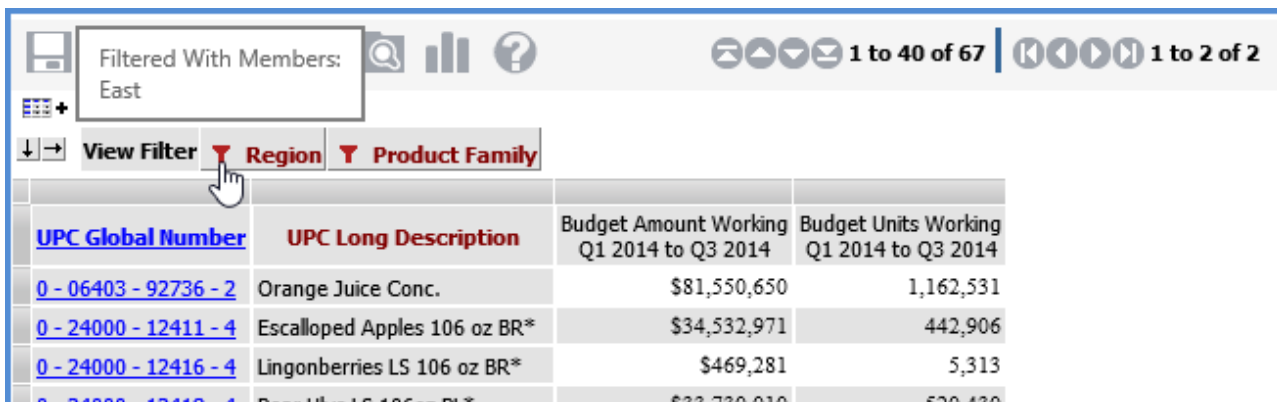 Filtered With Members:
East
1 to 40 of 67
1 to 2 of 2
View Filter Region Product Family
UPC Global Number UPC Long Description Budget Amount Working Q1 2014 to Q3 2014 Budget Units Working Q1 2014 to Q3 2014
0 - 06403 - 92736 - 2 Orange Juice Conc. $81,550,650 1,162,531
0 - 24000 - 12411 - 4 Escalloped Apples 106 oz BR* $34,532,971 442,906
0 - 24000 - 12416 - 4 Lingonberries LS 106 oz BR* $469,281 5,313